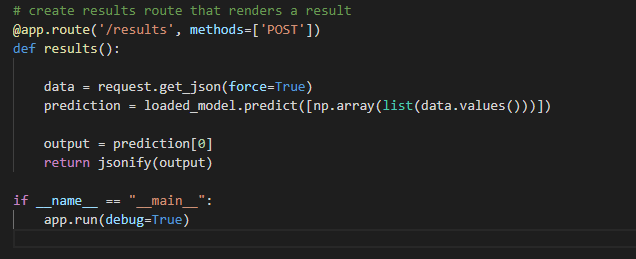 # create results route that renders a result
@app.route('/results', methods=['POST'])
def results():
data = request.get_json(force=True)
prediction = loaded_model.predict([np.array(list(data.values()))])
output = prediction[0]
return jsonify(output)
if __name__ == "__main__":
app.run(debug=True)